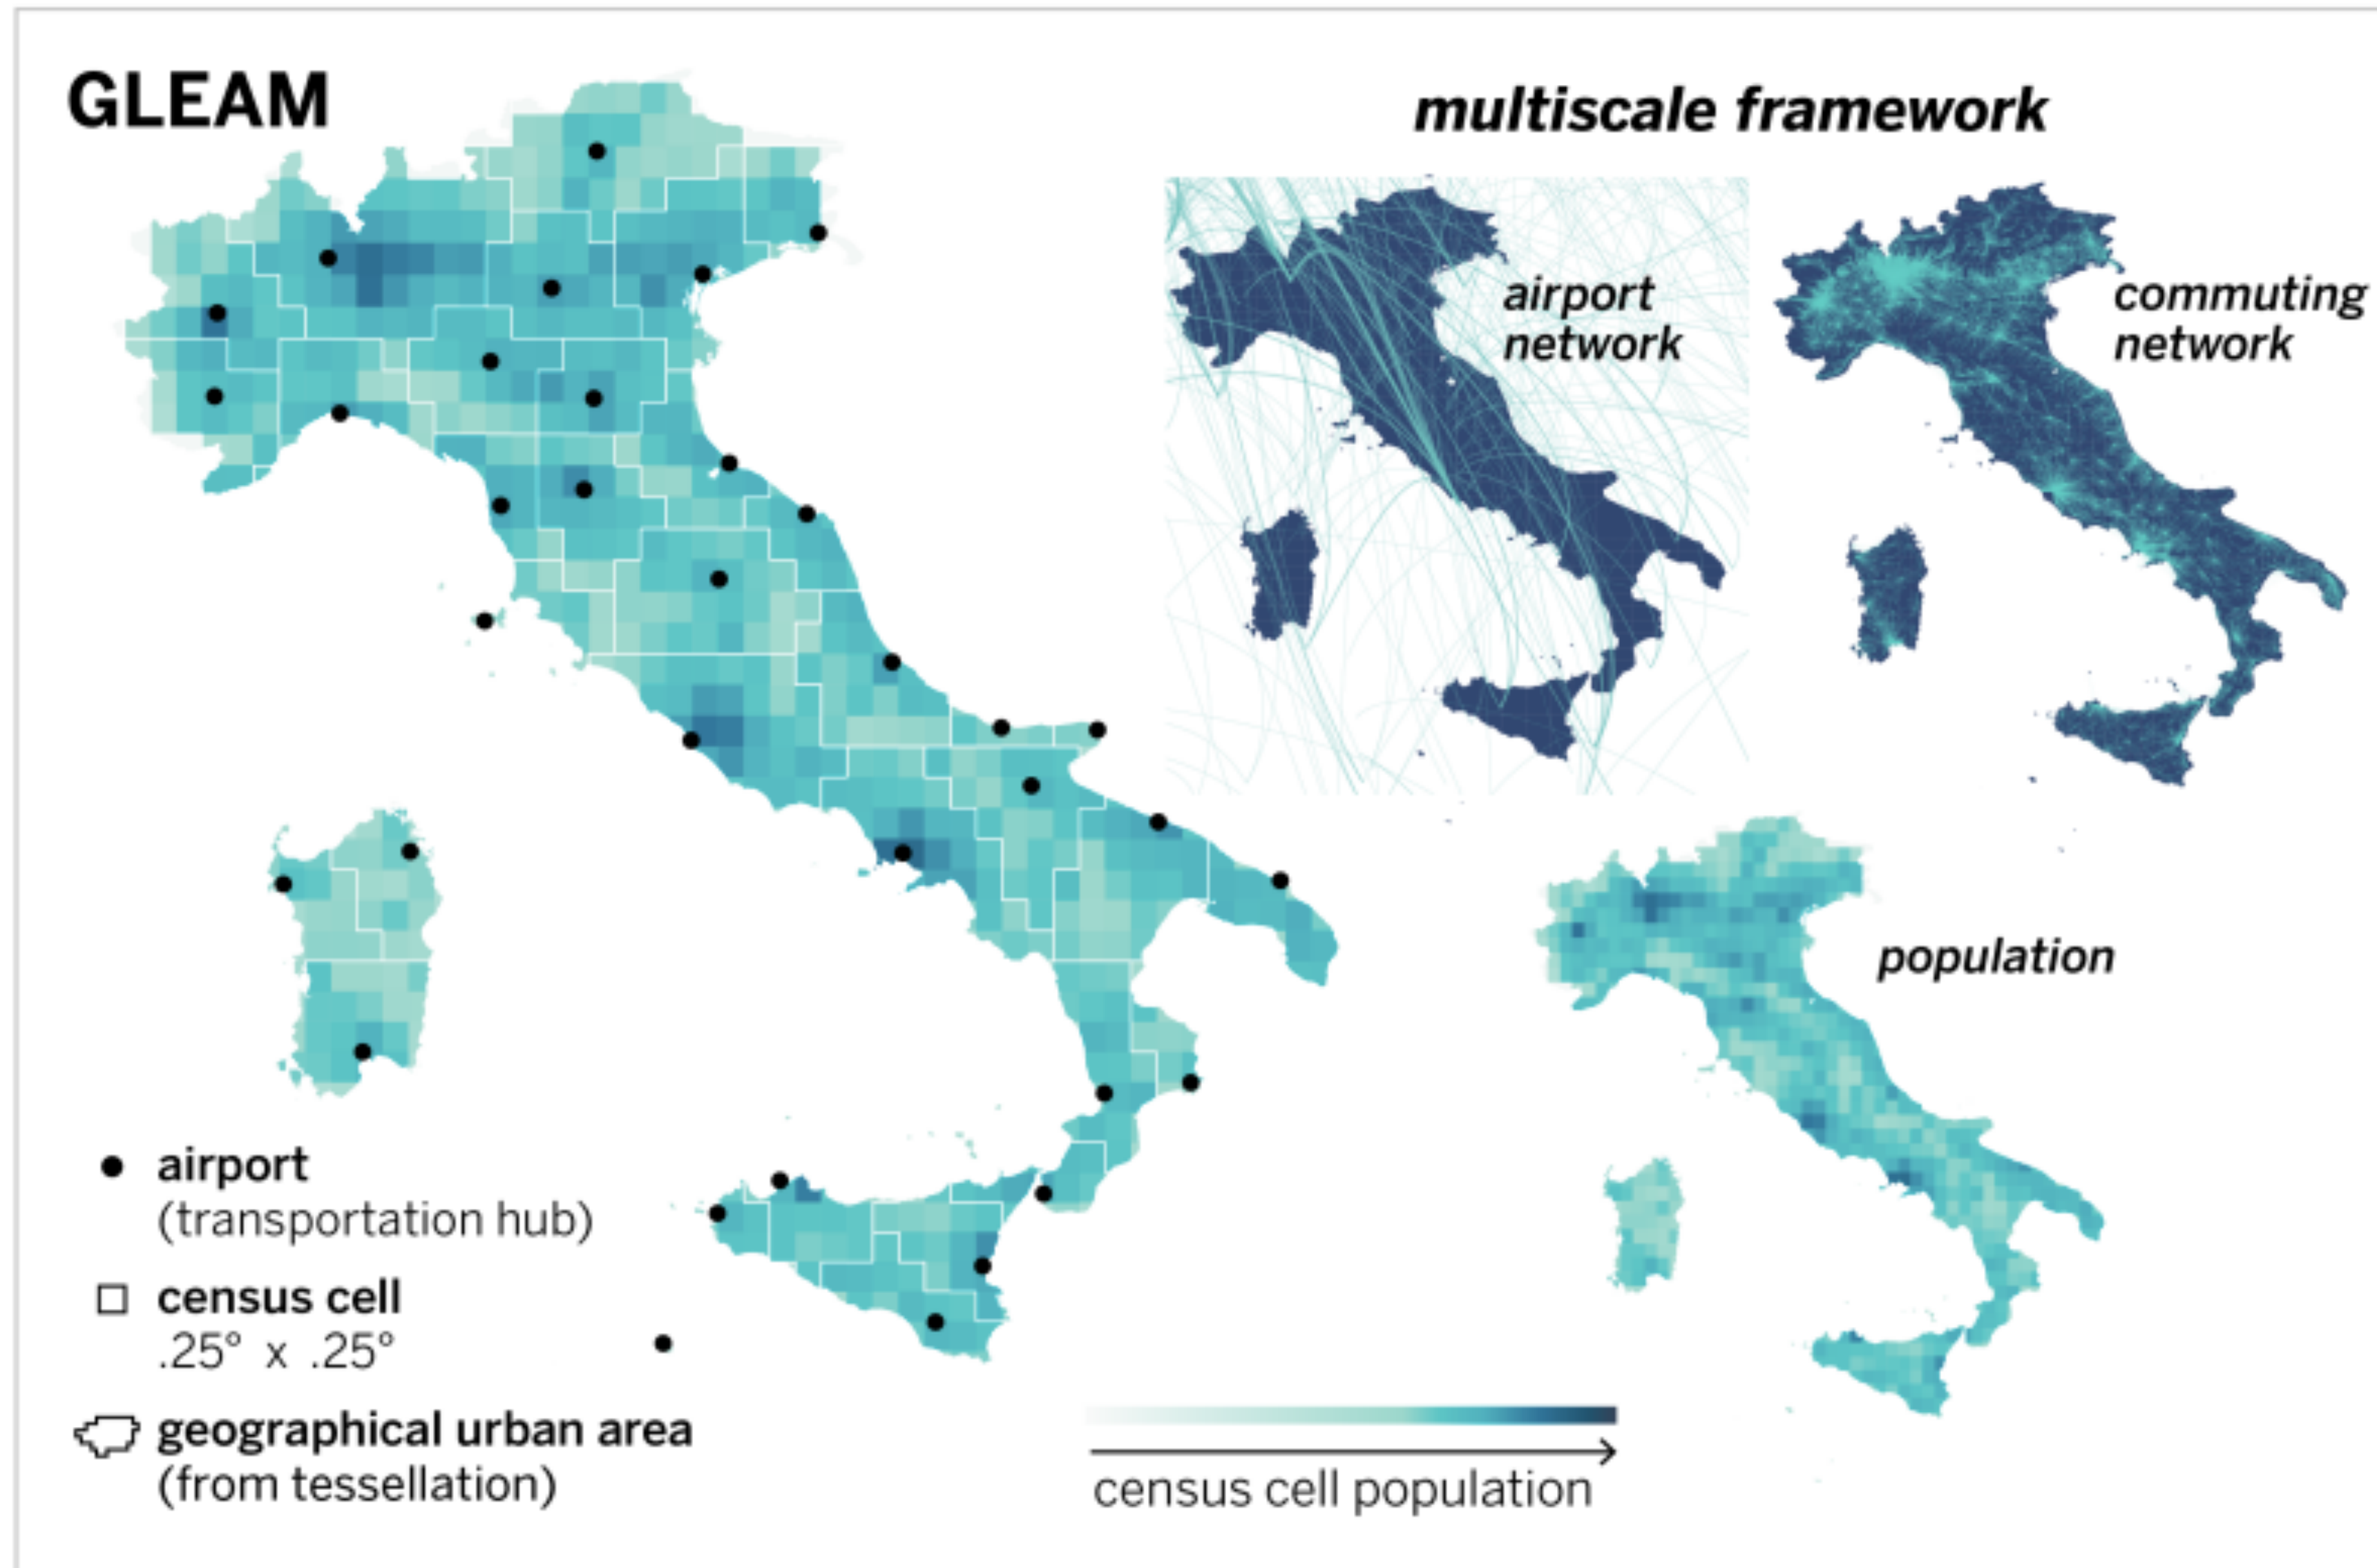 GLEAM
multiscale framework
airport
network
commuting
network
population
airport
(transportation hub)
census cell
.25° x .25°
geographical urban area
(from tessellation)
census cell population